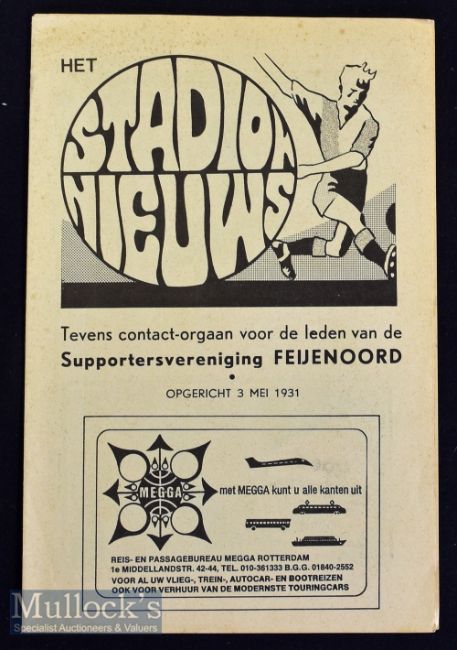 HET
STADION
NIEUWS
Tevens contact-orgaan voor de leden van de
Supportersvereniging FEIJENOORD
•
OPGERICHT 3 MEI 1931
MEGGA
met MEGGA kunt u alle kanten uit
REIS- EN PASSAGEBUREAU MEGGA ROTTERDAM
1e MIDDELLANDSTR. 42-44, TEL. 010-361333 B.G.G. 01840-2552
VOOR AL UW VLIEG-, TREIN-, AUTOCAR- EN BOOTREIZEN
OOK VOOR VERHUUR VAN DE MODERNSTE TOURINGCARS
Mullock's
Specialist Auctioneers & Valuers